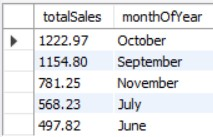 totalSales monthOfYear
1222.97 October
1154.80 September
781.25 November
568.23 July
497.82 June